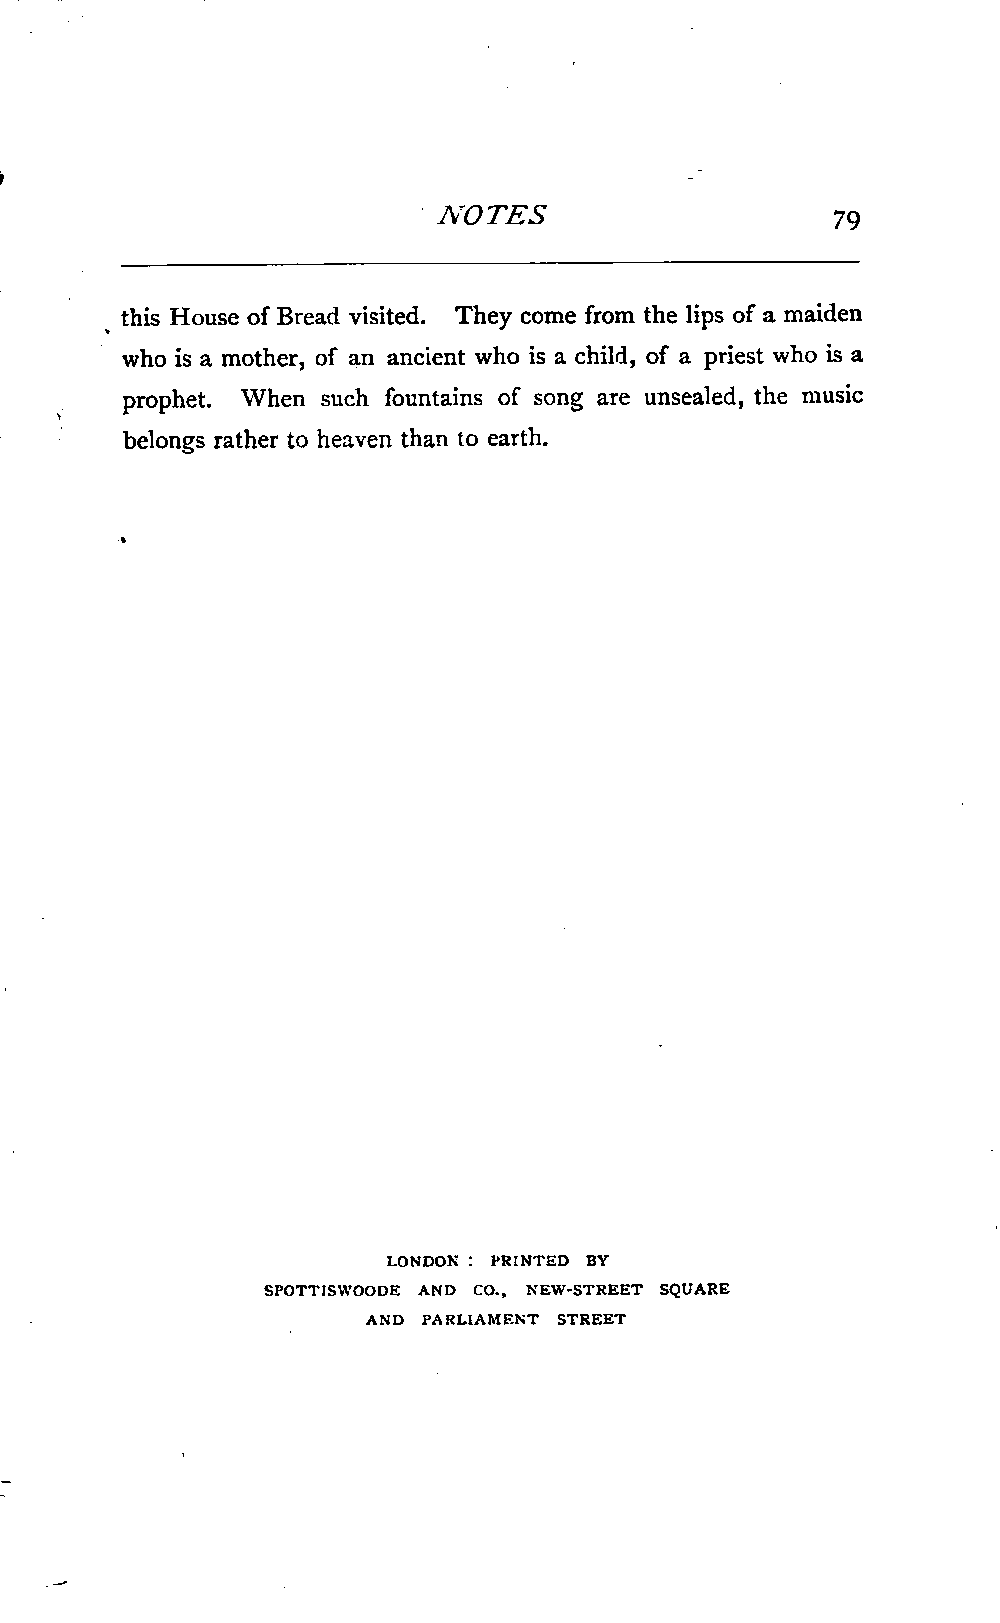 NOTES 79
this House of Bread visited. They come from the lips of a maiden
who is a mother, of an ancient who is a child, of a priest who is a
prophet. When such fountains of song are unsealed, the music
belongs rather to heaven than to earth.
LONDON : PRINTED BY
SPOTTISWOODE AND CO., NEW-STREET SQUARE
AND PARLIAMENT STREET